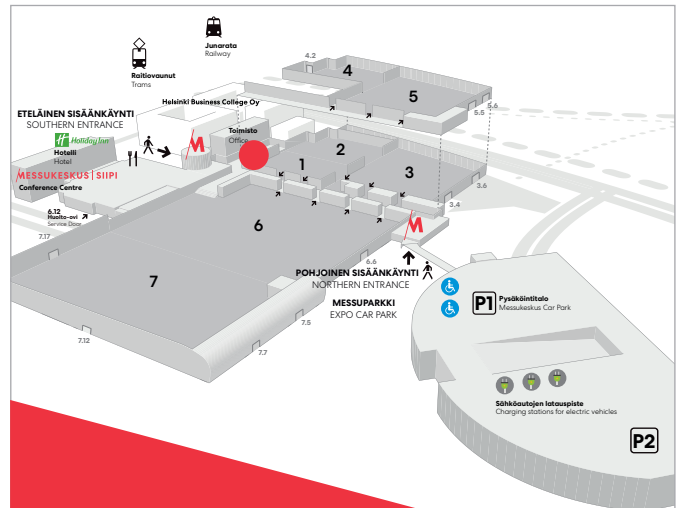 4.2
Junarata
Railway
Raitiovaunut
Trams
4
5
5.6
5.5
Helsinki Business College Oy
ETELÄINEN SISÄÄNKÄYNTI
SOUTHERN ENTRANCE
Holiday Inn
Hotelli
Hotel
MESSUKESKUS | SIIPI
Conference Centre
M
Toimisto
Office
1
2
3
3.6
3.4
6.12
Huolto-ovi
Service Door
7.17
6
7
M
6.6
POHJOINEN SISÄÄNKÄYNTI
NORTHERN ENTRANCE
MESSUPARKKI
EXPO CAR PARK
7.5
7.7
7.12
P1
Pysäköintitalo
Messukeskus Car Park
Sähköautojen latauspiste
Charging stations for electric vehicles
P2